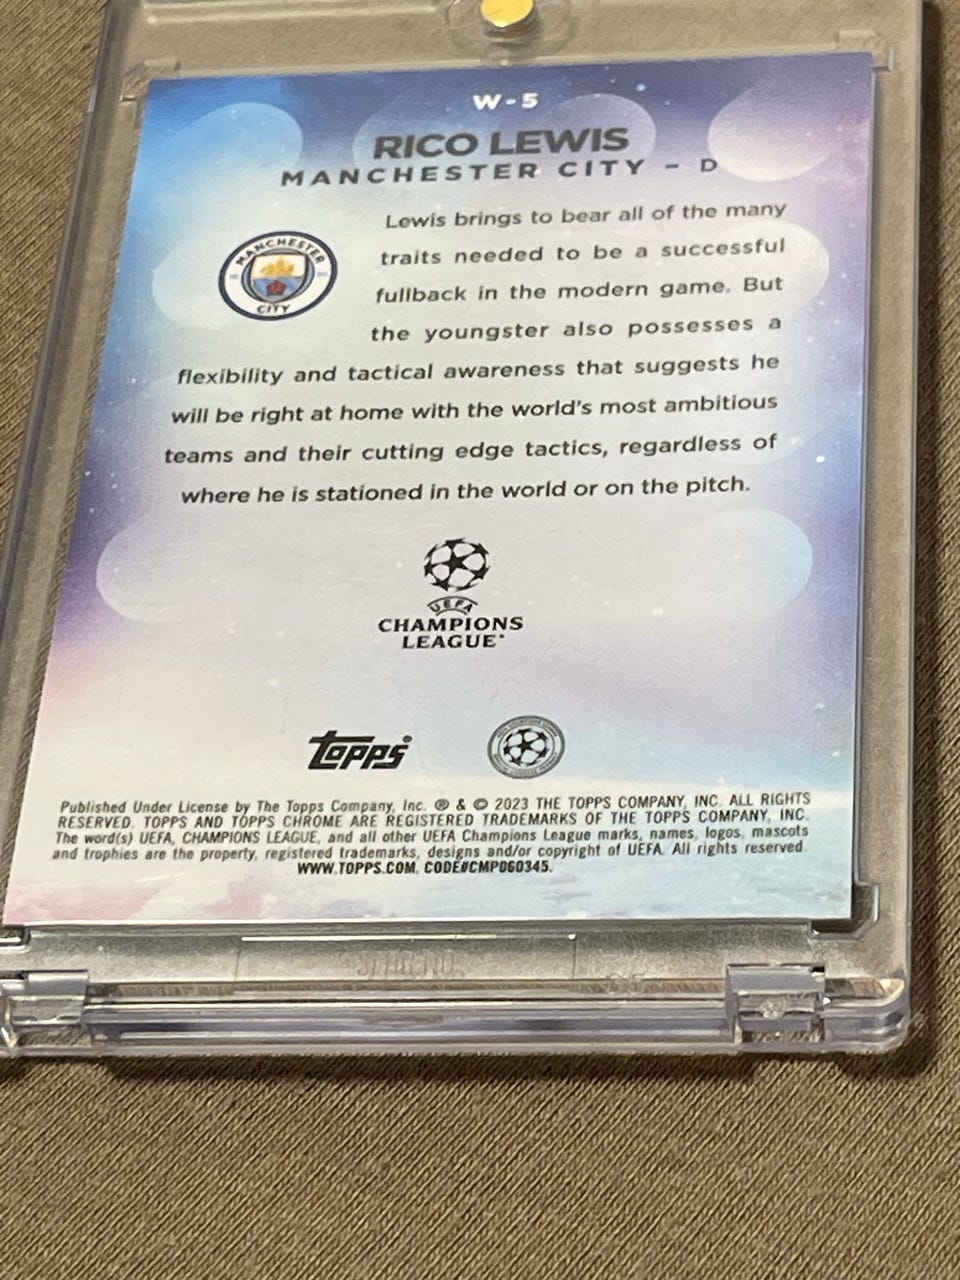 W-5
RICO LEWIS
MANCHESTER CITY - D
MANCHESTER
CITY
Lewis brings to bear all of the many
traits needed to be a successful
fullback in the modern game. But
the youngster also possesses a
flexibility and tactical awareness that suggests he
will be right at home with the world's most ambitious
teams and their cutting edge tactics, regardless of
where he is stationed in the world or on the pitch.
UEFA
CHAMPIONS
LEAGUE
Topps®
Published Under License by The Topps Company, Inc. ® & © 2023 THE TOPPS COMPANY, INC. ALL RIGHTS
RESERVED. TOPPS AND TOPPS CHROME ARE REGISTERED TRADEMARKS OF THE TOPPS COMPANY, INC.
The word(s) UEFA, CHAMPIONS LEAGUE, and all other UEFA Champions League marks, names, logos, mascots
and trophies are the property, registered trademarks, designs and/or copyright of UEFA. All rights reserved.
WWW.TOPPS.COM. CODE#CMP060345.